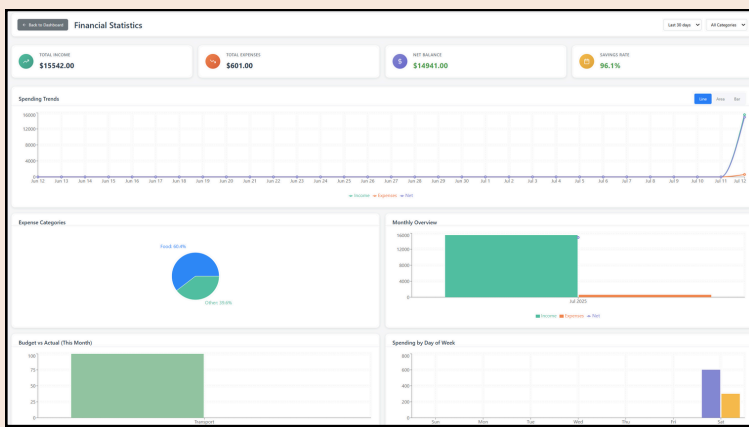 ← Back to Dashboard
Financial Statistics
Last 30 days
All Categories
TOTAL INCOME
$15542.00
TOTAL EXPENSES
$601.00
NET BALANCE
$14941.00
SAVINGS RATE
96.1%
Spending Trends
Line Area Bar
16000
12000
8000
4000
0
Jun 12 Jun 13 Jun 14 Jun 15 Jun 16 Jun 17 Jun 18 Jun 19 Jun 20 Jun 21 Jun 22 Jun 23 Jun 24 Jun 25 Jun 26 Jun 27 Jun 28 Jun 29 Jun 30 Jul 1 Jul 2 Jul 3 Jul 4 Jul 5 Jul 6 Jul 7 Jul 8 Jul 9 Jul 10 Jul 11 Jul 12
Income Expenses Net
Expense Categories
Food: 60.4%
Other: 39.6%
Monthly Overview
16000
12000
8000
4000
0
Jul 2025
Income Expenses Net
Budget vs Actual (This Month)
100
75
50
25
0
Transport
Spending by Day of Week
800
600
400
200
0
Sun Mon Tue Wed Thu Fri Sat